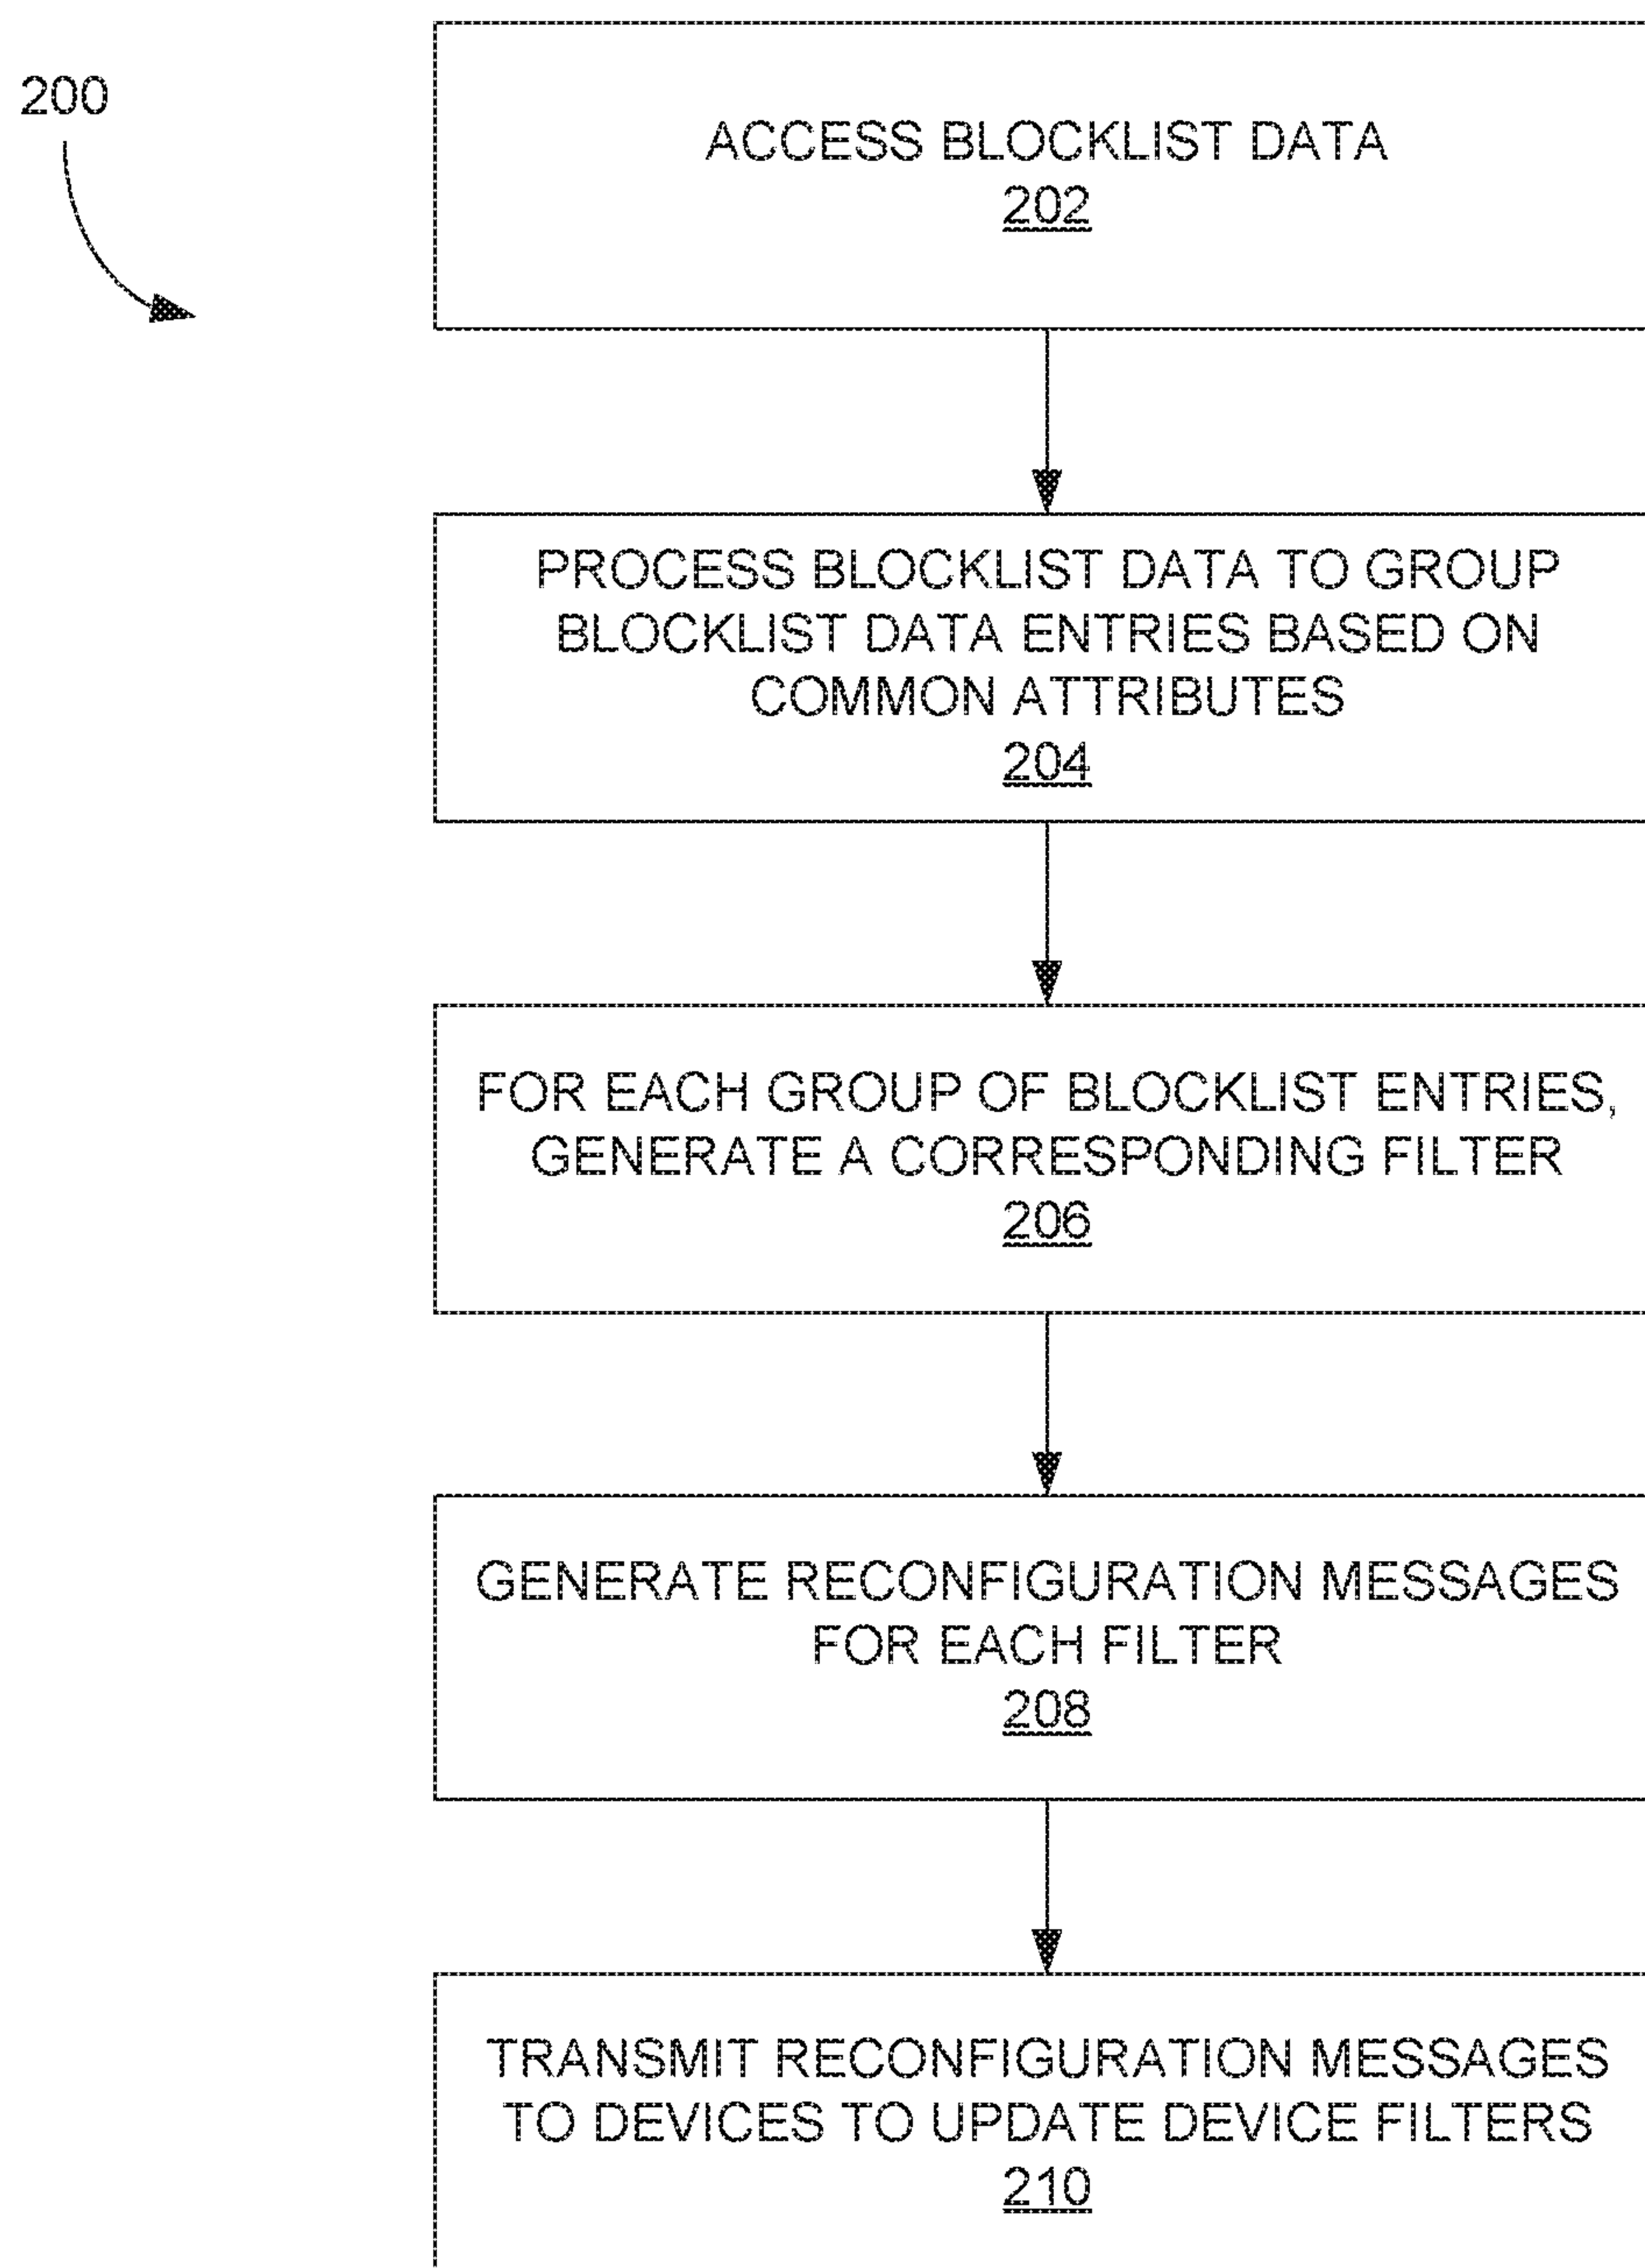 200
ACCESS BLOCKLIST DATA
202
PROCESS BLOCKLIST DATA TO GROUP
BLOCKLIST DATA ENTRIES BASED ON
COMMON ATTRIBUTES
204
FOR EACH GROUP OF BLOCKLIST ENTRIES,
GENERATE A CORRESPONDING FILTER
206
GENERATE RECONFIGURATION MESSAGES
FOR EACH FILTER
208
TRANSMIT RECONFIGURATION MESSAGES
TO DEVICES TO UPDATE DEVICE FILTERS
210